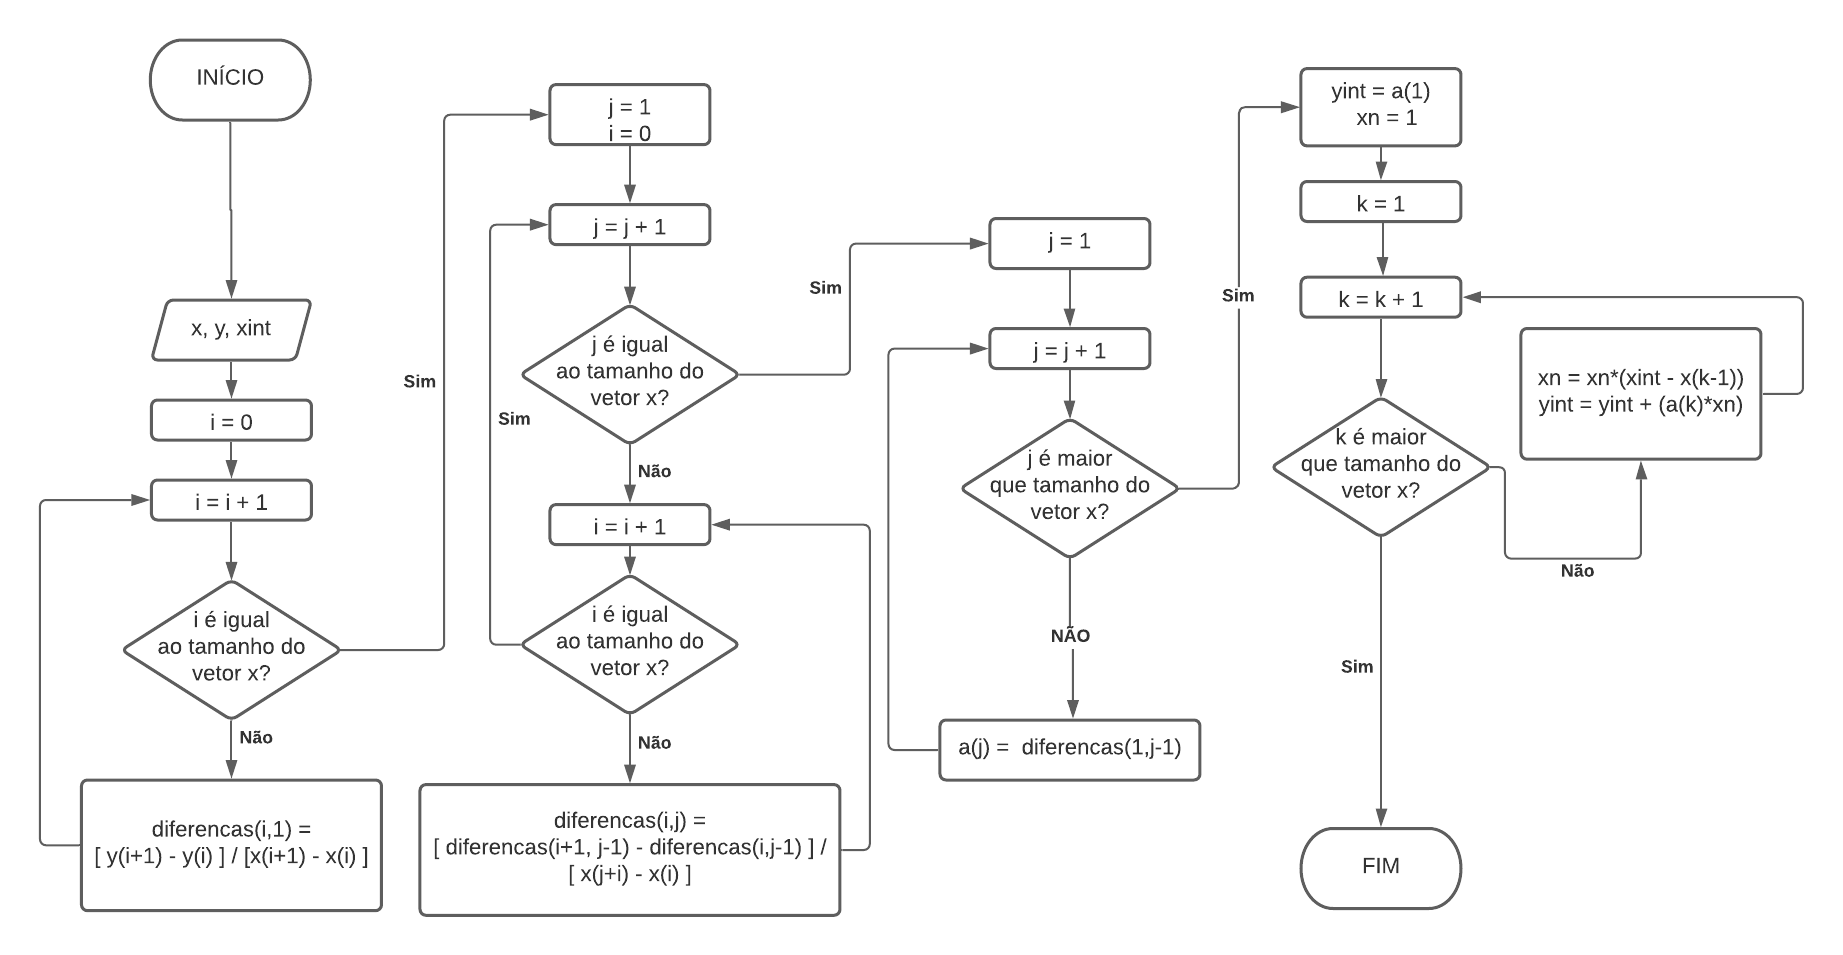 INÍCIO
x, y, xint
i = 0
i = i + 1
i é igual
ao tamanho do
vetor x?
Não
diferencas(i,1) =
[ y(i+1) - y(i) ] / [x(i+1) - x(i) ]
Sim
j = 1
i = 0
j = j + 1
j é igual
ao tamanho do
vetor x?
Sim
Não
i = i + 1
i é igual
ao tamanho do
vetor x?
Sim
Não
diferencas(i,j) =
[ diferencas(i+1, j-1) - diferencas(i,j-1) ] /
[ x(j+i) - x(i) ]
j = 1
j = j + 1
j é maior
que tamanho do
vetor x?
NÃO
a(j) =  diferencas(1,j-1)
Sim
yint = a(1)
xn = 1
k = 1
k = k + 1
k é maior
que tamanho do
vetor x?
Não
xn = xn*(xint - x(k-1))
yint = yint + (a(k)*xn)
Sim
FIM